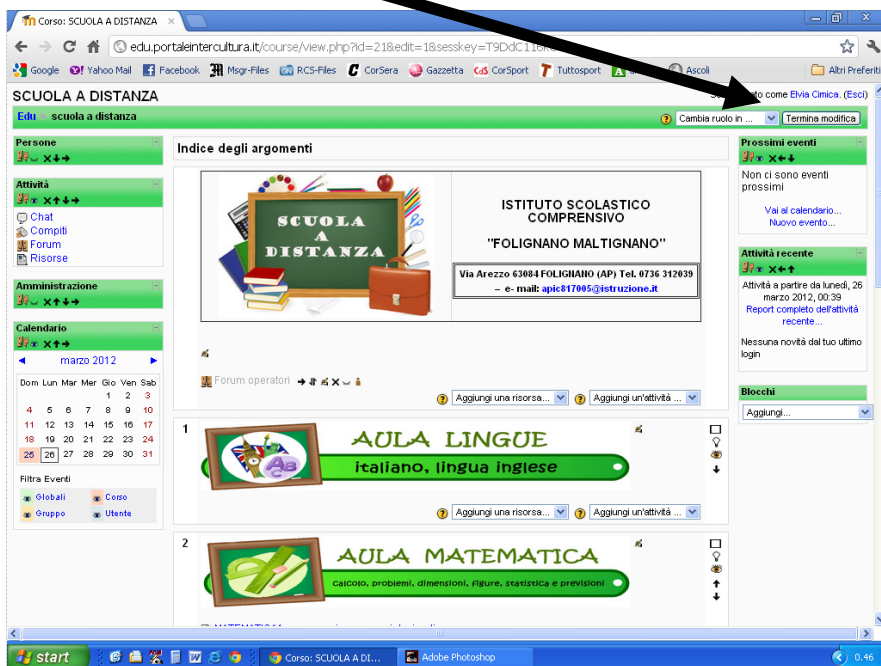 Corso: SCUOLA A DISTANZA
edu.portaleintercultura.it/course/view.php?id=21&edit=1&sesskey=T9DdC1
Google Yahoo Mail Facebook Msgr-Files RCS-Files CorSera Gazzetta CorSport Tuttosport Ascoli Altri Preferiti
SCUOLA A DISTANZA
come Elvia Cimica. (Esci)
Edu scuola a distanza
Cambia ruolo in ... Termina modifica
Persone
Attività
Chat
Compiti
Forum
Risorse
Amministrazione
Calendario
marzo 2012
Dom Lun Mar Mer Gio Ven Sab
1 2 3
4 5 6 7 8 9 10
11 12 13 14 15 16 17
18 19 20 21 22 23 24
25 26 27 28 29 30 31
Filtra Eventi
Globali Corso
Gruppo Utente
Indice degli argomenti
SCUOLA
A
DISTANZA
ISTITUTO SCOLASTICO
COMPRENSIVO
"FOLIGNANO MALTIGNANO"
Via Arezzo 63084 FOLIGNANO (AP) Tel. 0736 312039
– e- mail: apic817005@istruzione.it
Forum operatori
Aggiungi una risorsa... Aggiungi un'attività ...
1
AULA LINGUE
italiano, lingua inglese
Aggiungi una risorsa... Aggiungi un'attività ...
2
AULA MATEMATICA
calcolo, problemi, dimensioni, figure, statistica e previsioni
Prossimi eventi
Non ci sono eventi
prossimi
Vai al calendario...
Nuovo evento...
Attività recente
Attività a partire da lunedì, 26
marzo 2012, 00:39
Report completo dell'attività
recente...
Nessuna novità dal tuo ultimo
login
Blocchi
Aggiungi...
start
Corso: SCUOLA A DI...
Adobe Photoshop
0.46